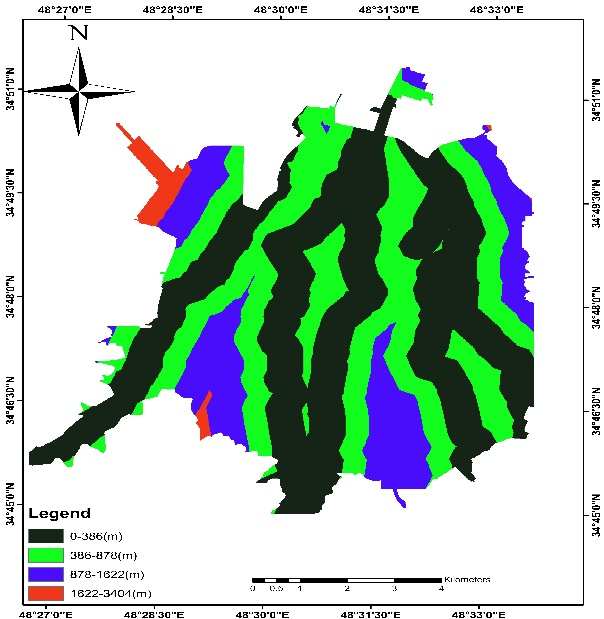 48°27'0"E 48°28'30"E 48°30'0"E 48°31'30"E 48°33'0"E
N
34°51'0"N 34°51'0"N
34°49'30"N 34°49'30"N
34°48'0"N 34°48'0"N
34°46'30"N 34°46'30"N
34°45'0"N 34°45'0"N
Legend
0-386(m)
386-878(m)
878-1622(m)
1622-3404(m)
Kilometers
0 0.5 1 2 3 4
48°27'0"E 48°28'30"E 48°30'0"E 48°31'30"E 48°33'0"E